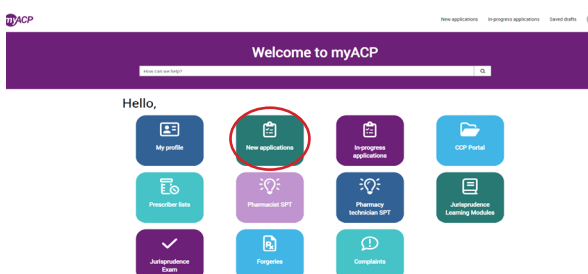 myACP
New applications In-progress applications Saved drafts
Welcome to myACP
How can we help?
Hello,
My profile
New applications
In-progress
applications
CCP Portal
Prescriber lists
Pharmacist SPT
Pharmacy
technician SPT
Jurisprudence
Learning Modules
Jurisprudence
Exam
Forgeries
Complaints